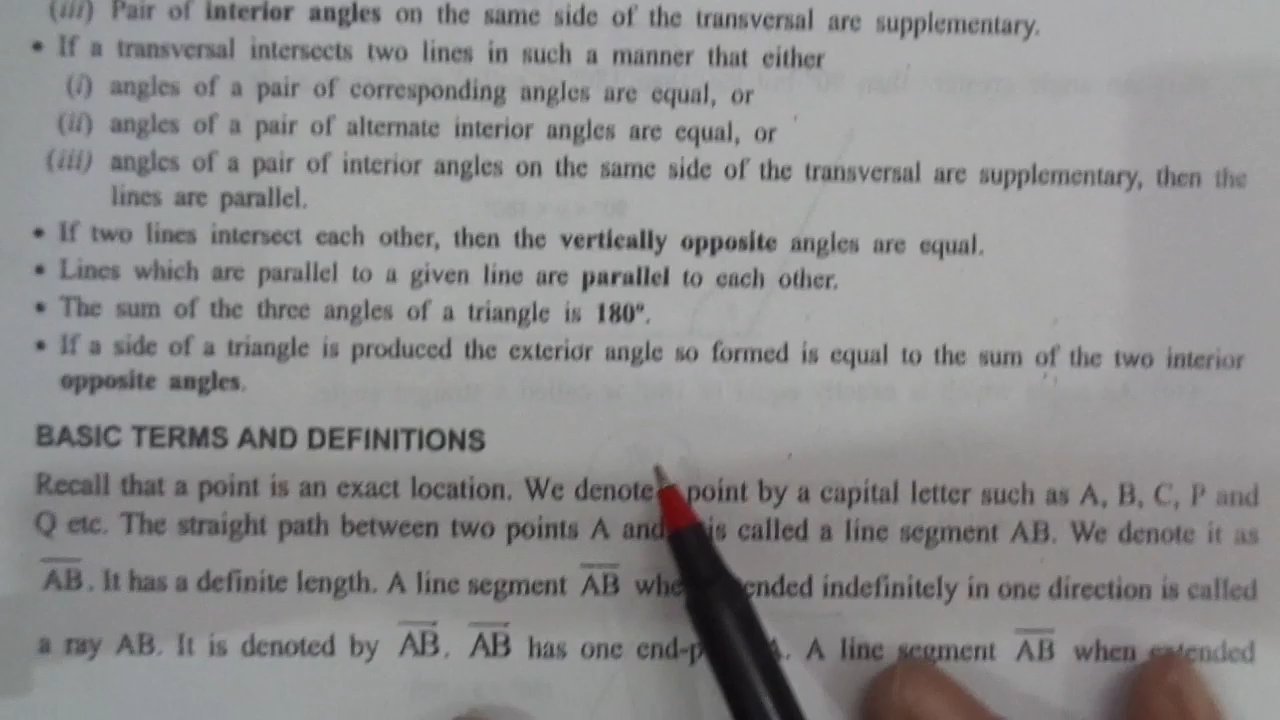 (iii) Pair of interior angles on the same side of the transversal are supplementary.
• If a transversal intersects two lines in such a manner that either
(i) angles of a pair of corresponding angles are equal, or
(ii) angles of a pair of alternate interior angles are equal, or
(iii) angles of a pair of interior angles on the same side of the transversal are supplementary, then the
lines are parallel.
• If two lines intersect each other, then the vertically opposite angles are equal.
• Lines which are parallel to a given line are parallel to each other.
• The sum of the three angles of a triangle is 180º.
• If a side of a triangle is produced the exterior angle so formed is equal to the sum of the two interior
opposite angles.
BASIC TERMS AND DEFINITIONS
Recall that a point is an exact location. We denote point by a capital letter such as A, B, C, P and
Q etc. The straight path between two points A and is called a line segment AB. We denote it as
A̅B̅. It has a definite length. A line segment A̅B̅ indefinitely in one direction is called
a ray AB. It is denoted by A̅B̅. A̅B̅ has one A line segment A̅B̅ when extended